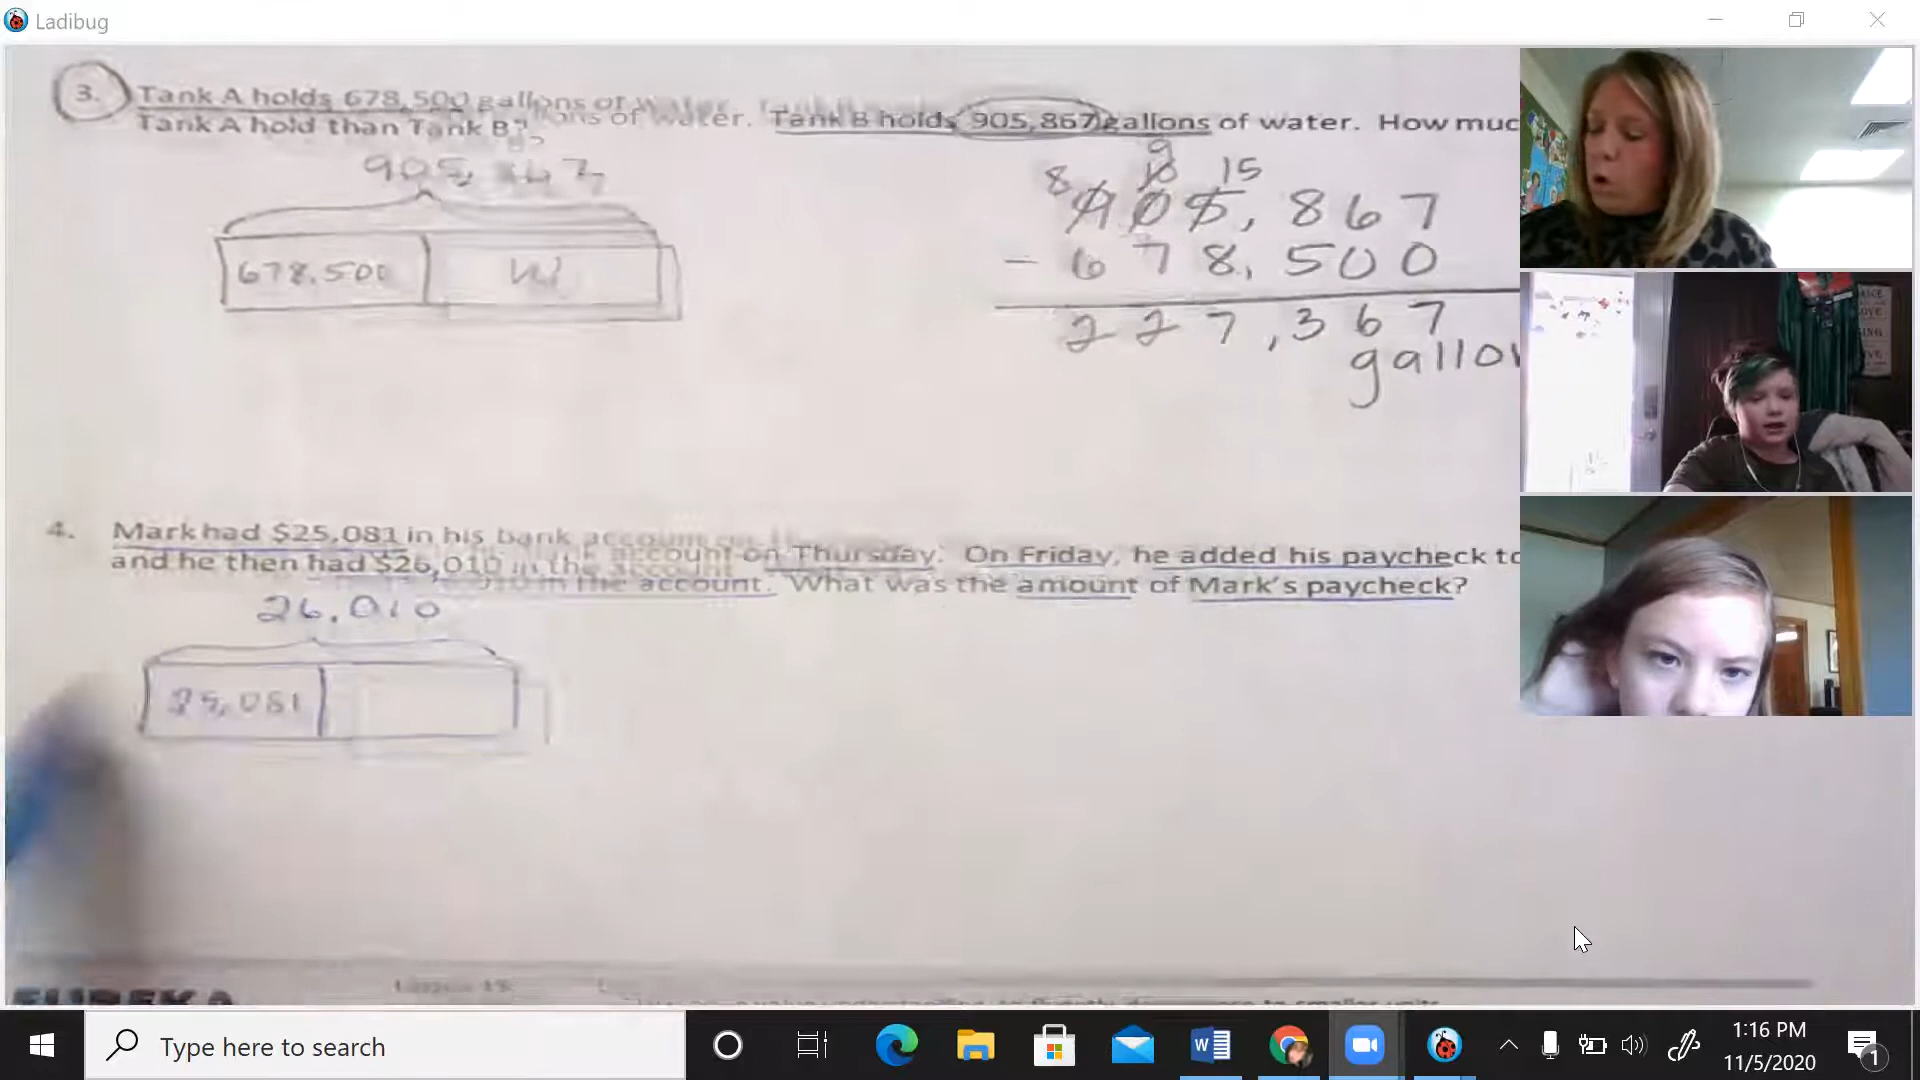 Ladibug
3. Tank A holds 678,500 gallons of water. Tank B holds 905,867 gallons of water. How muc
Tank A hold than Tank B?
905,867
678,500 W
8 9 10 15
905,867
- 678,500
227,367
gallo
4. Mark had $25,081 in his bank account on Thursday. On Friday, he added his paycheck to
and he then had $26,010 in the account. What was the amount of Mark's paycheck?
26,010
25,081
EUREKA
Type here to search
1:16 PM
11/5/2020
1